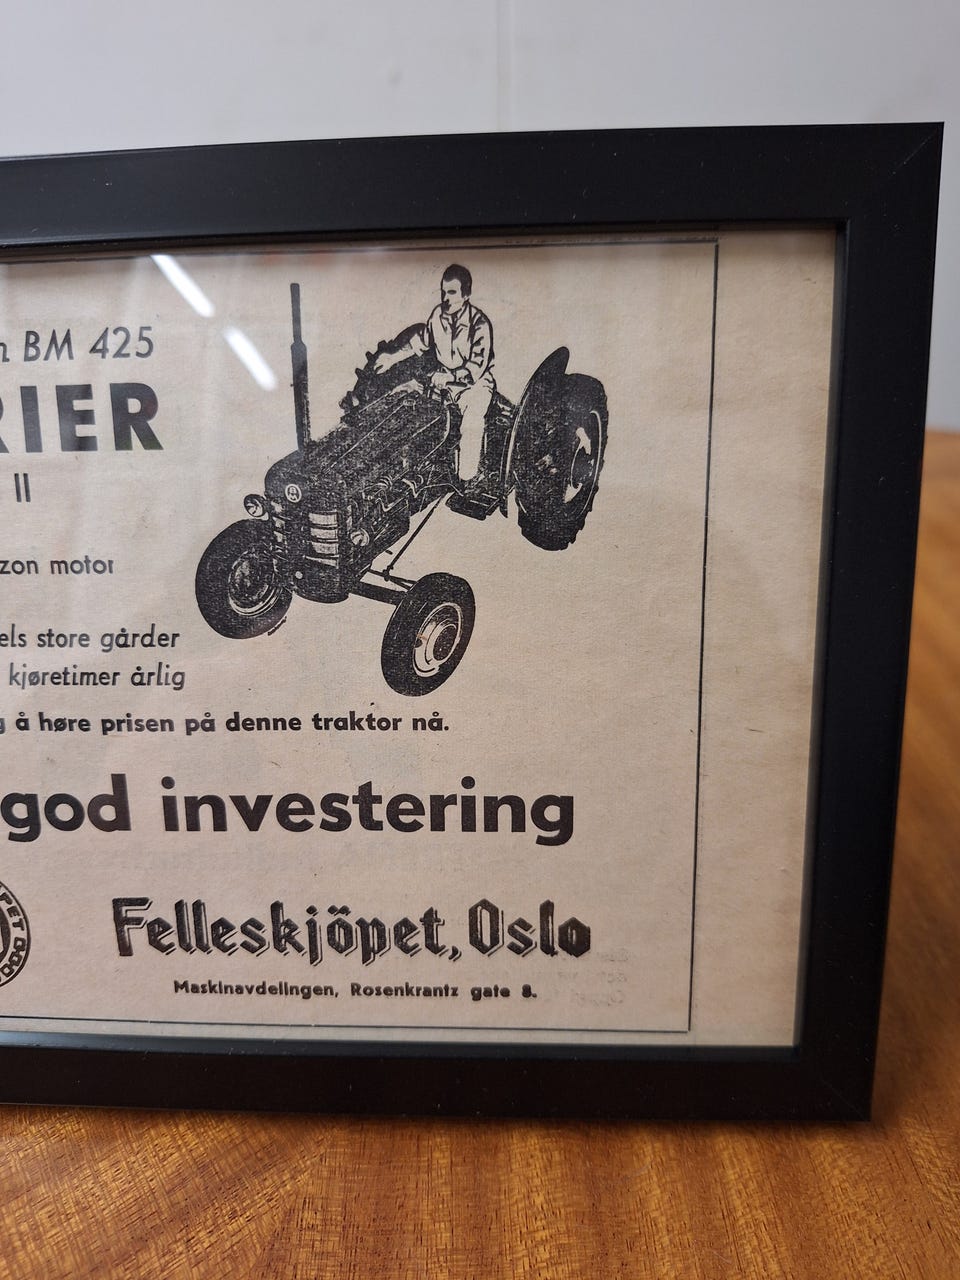 n BM 425
RIER
II
zon motor
els store gårder
kjøretimer årlig
g å høre prisen på denne traktor nå.
god investering
PET O
Felleskjöpet, Oslo
Maskinavdelingen, Rosenkrantz gate 8.